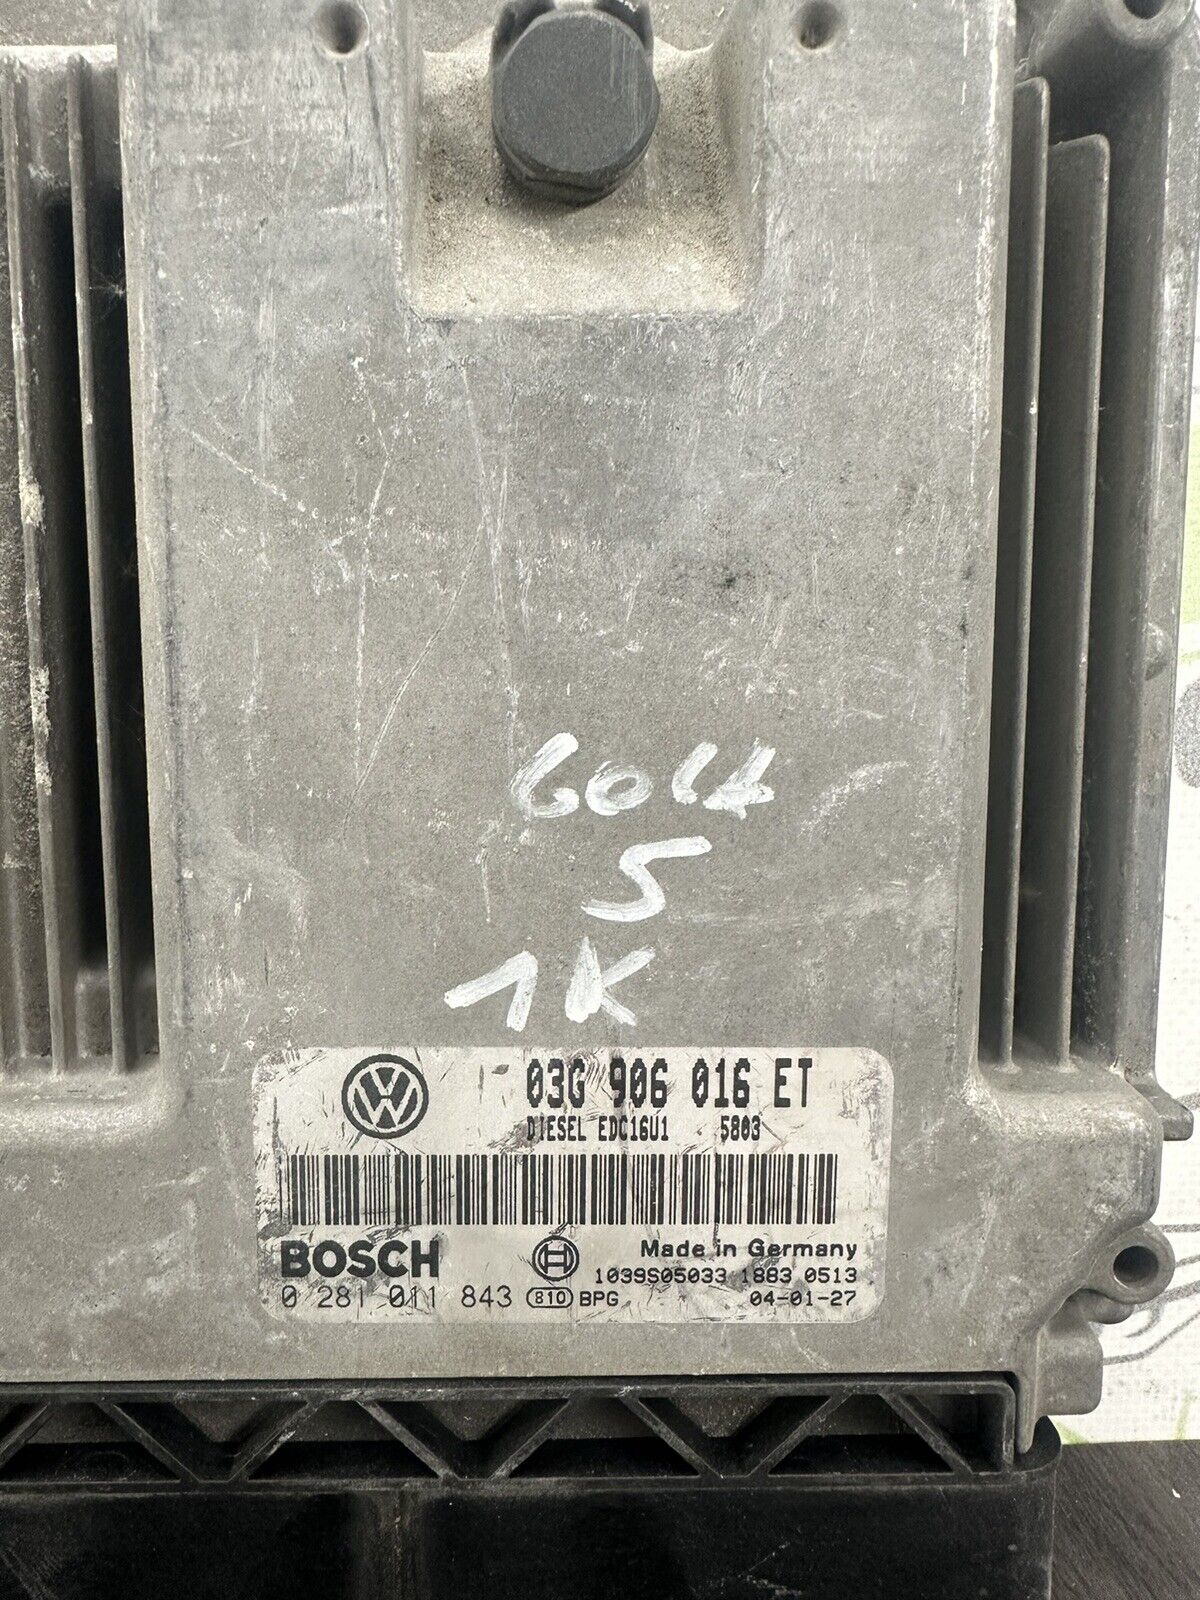 Golf
5
1K
03G 906 016 ET
DIESEL EDC16U1 5803
BOSCH
Made in Germany
1039S05033 1883 0513
0 281 011 843 810 BPG 04-01-27